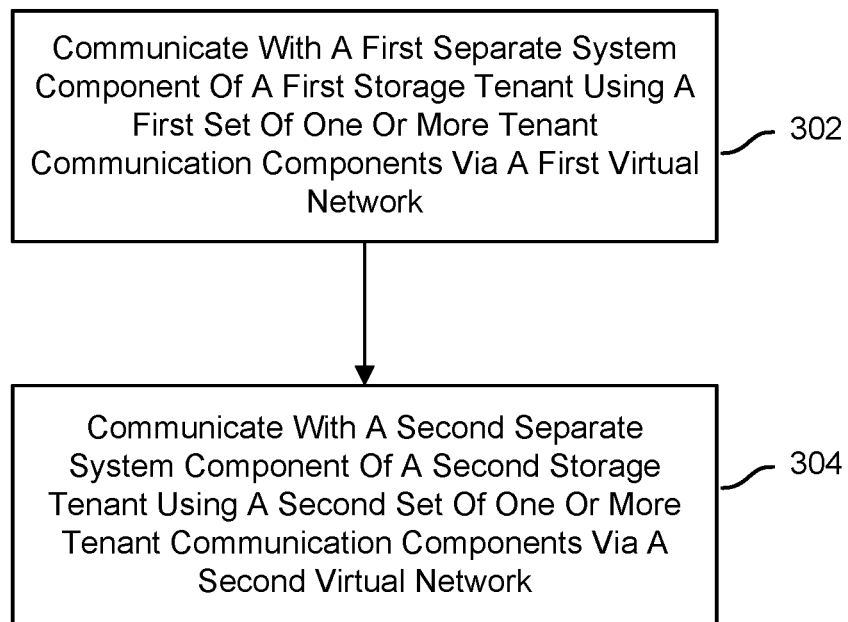 Communicate With A First Separate System
Component Of A First Storage Tenant Using A
First Set Of One Or More Tenant
Communication Components Via A First Virtual
Network
302
Communicate With A Second Separate
System Component Of A Second Storage
Tenant Using A Second Set Of One Or More
Tenant Communication Components Via A
Second Virtual Network
304